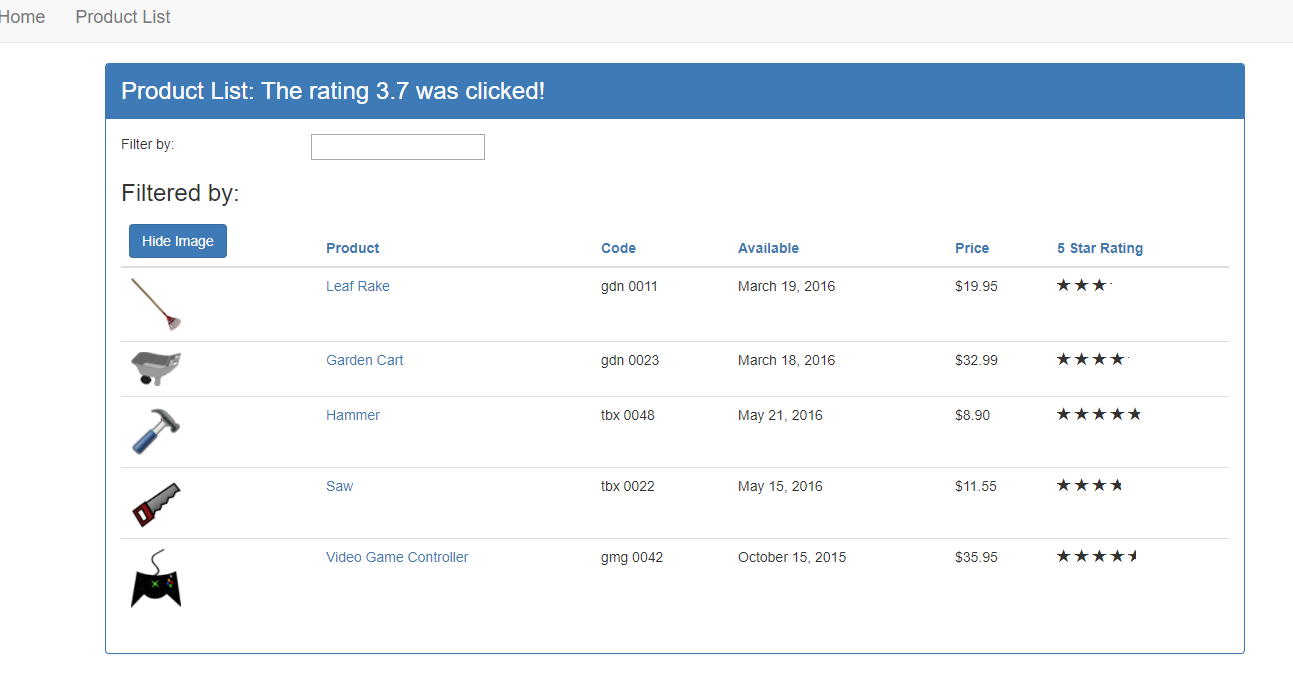 Home Product List
Product List: The rating 3.7 was clicked!
Filter by:
Filtered by:
Hide Image Product Code Available Price 5 Star Rating
Leaf Rake gdn 0011 March 19, 2016 $19.95
Garden Cart gdn 0023 March 18, 2016 $32.99
Hammer tbx 0048 May 21, 2016 $8.90
Saw tbx 0022 May 15, 2016 $11.55
Video Game Controller gmg 0042 October 15, 2015 $35.95